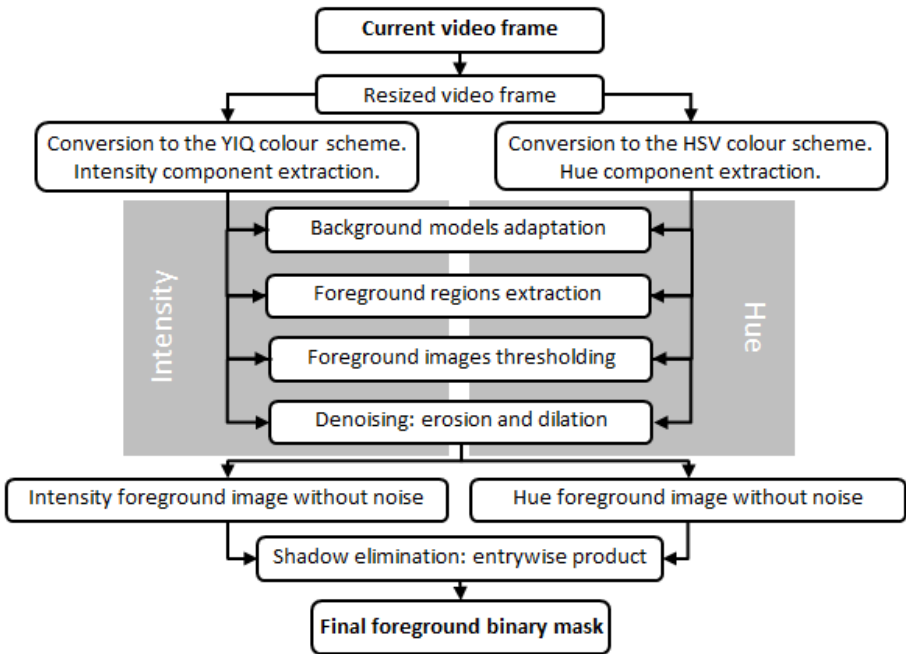 Current video frame
Resized video frame
Conversion to the YIQ colour scheme.
Intensity component extraction.
Conversion to the HSV colour scheme.
Hue component extraction.
Intensity
Hue
Background models adaptation
Foreground regions extraction
Foreground images thresholding
Denoising: erosion and dilation
Intensity foreground image without noise
Hue foreground image without noise
Shadow elimination: entrywise product
Final foreground binary mask